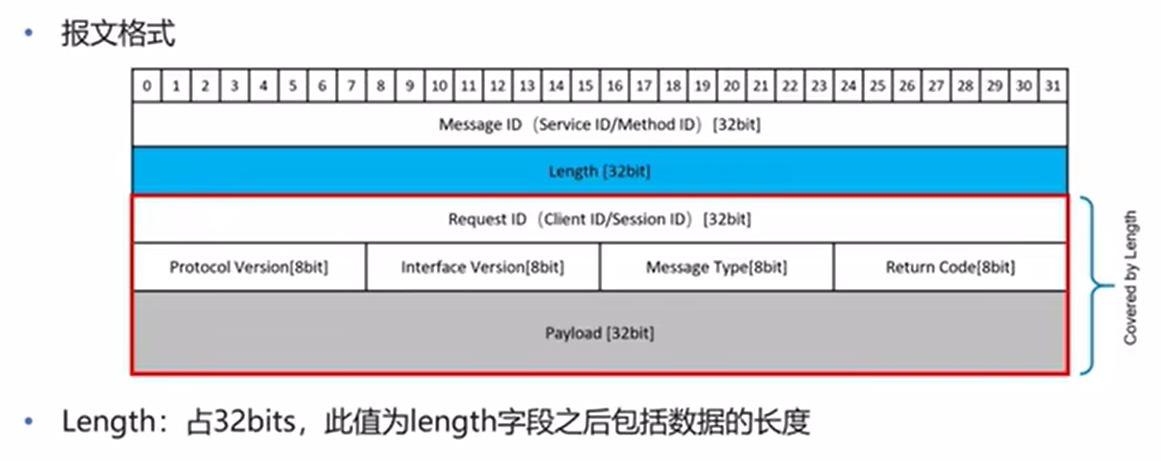 • 报文格式
0 1 2 3 4 5 6 7 8 9 10 11 12 13 14 15 16 17 18 19 20 21 22 23 24 25 26 27 28 29 30 31
Message ID（Service ID/Method ID）[32bit]
Length [32bit]
Request ID（Client ID/Session ID）[32bit]
Protocol Version[8bit] Interface Version[8bit] Message Type[8bit] Return Code[8bit]
Payload [32bit]
Covered by Length
• Length：占32bits，此值为length字段之后包括数据的长度